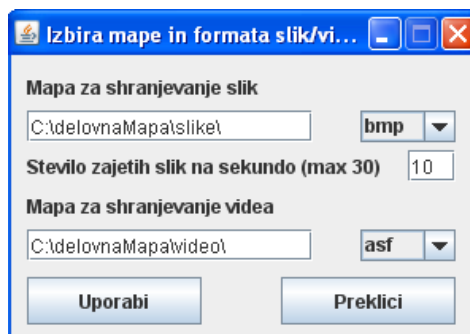 Izbira mape in formata slik/vi...
Mapa za shranjevanje slik
C:\delovnaMapa\slike\ bmp
Stevilo zajetih slik na sekundo (max 30) 10
Mapa za shranjevanje videa
C:\delovnaMapa\video\ asf
Uporabi Preklici